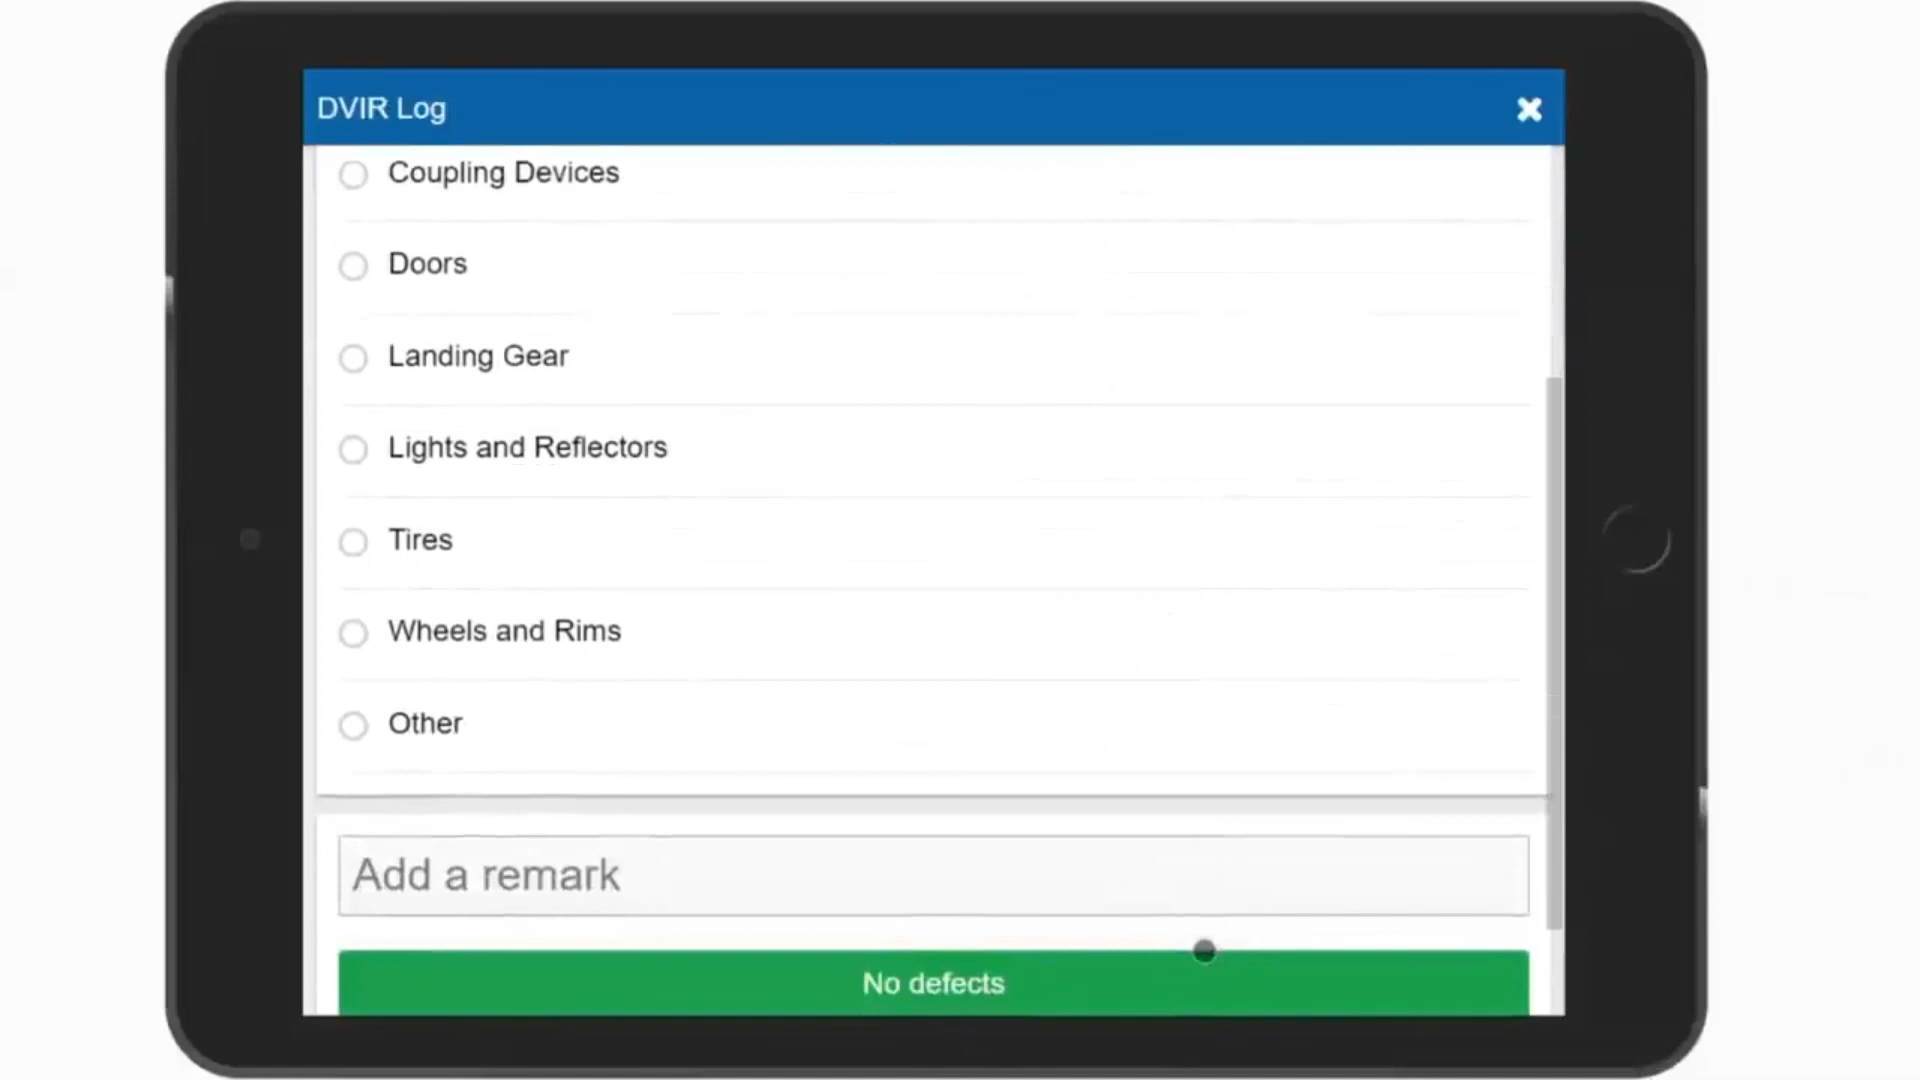 DVIR Log
Coupling Devices
Doors
Landing Gear
Lights and Reflectors
Tires
Wheels and Rims
Other
Add a remark
No defects